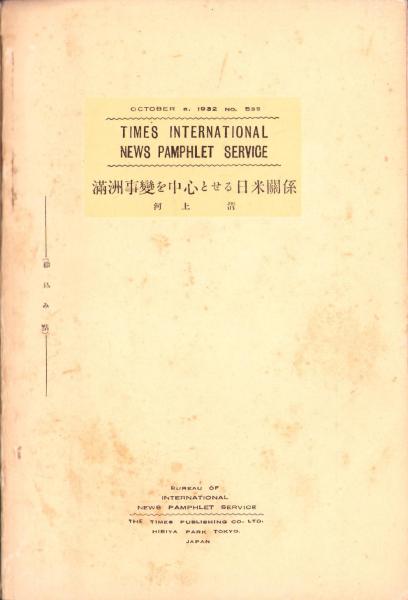 OCTOBER 8, 1932 NO. 535
TIMES INTERNATIONAL
NEWS PAMPHLET SERVICE
滿洲事變を中心とせる日米關係
河上清
BUREAU OF
INTERNATIONAL
NEWS PAMPHLET SERVICE
THE TIMES PUBLISHING CO. LTD.
HIBIYA PARK TOKYO.
JAPAN